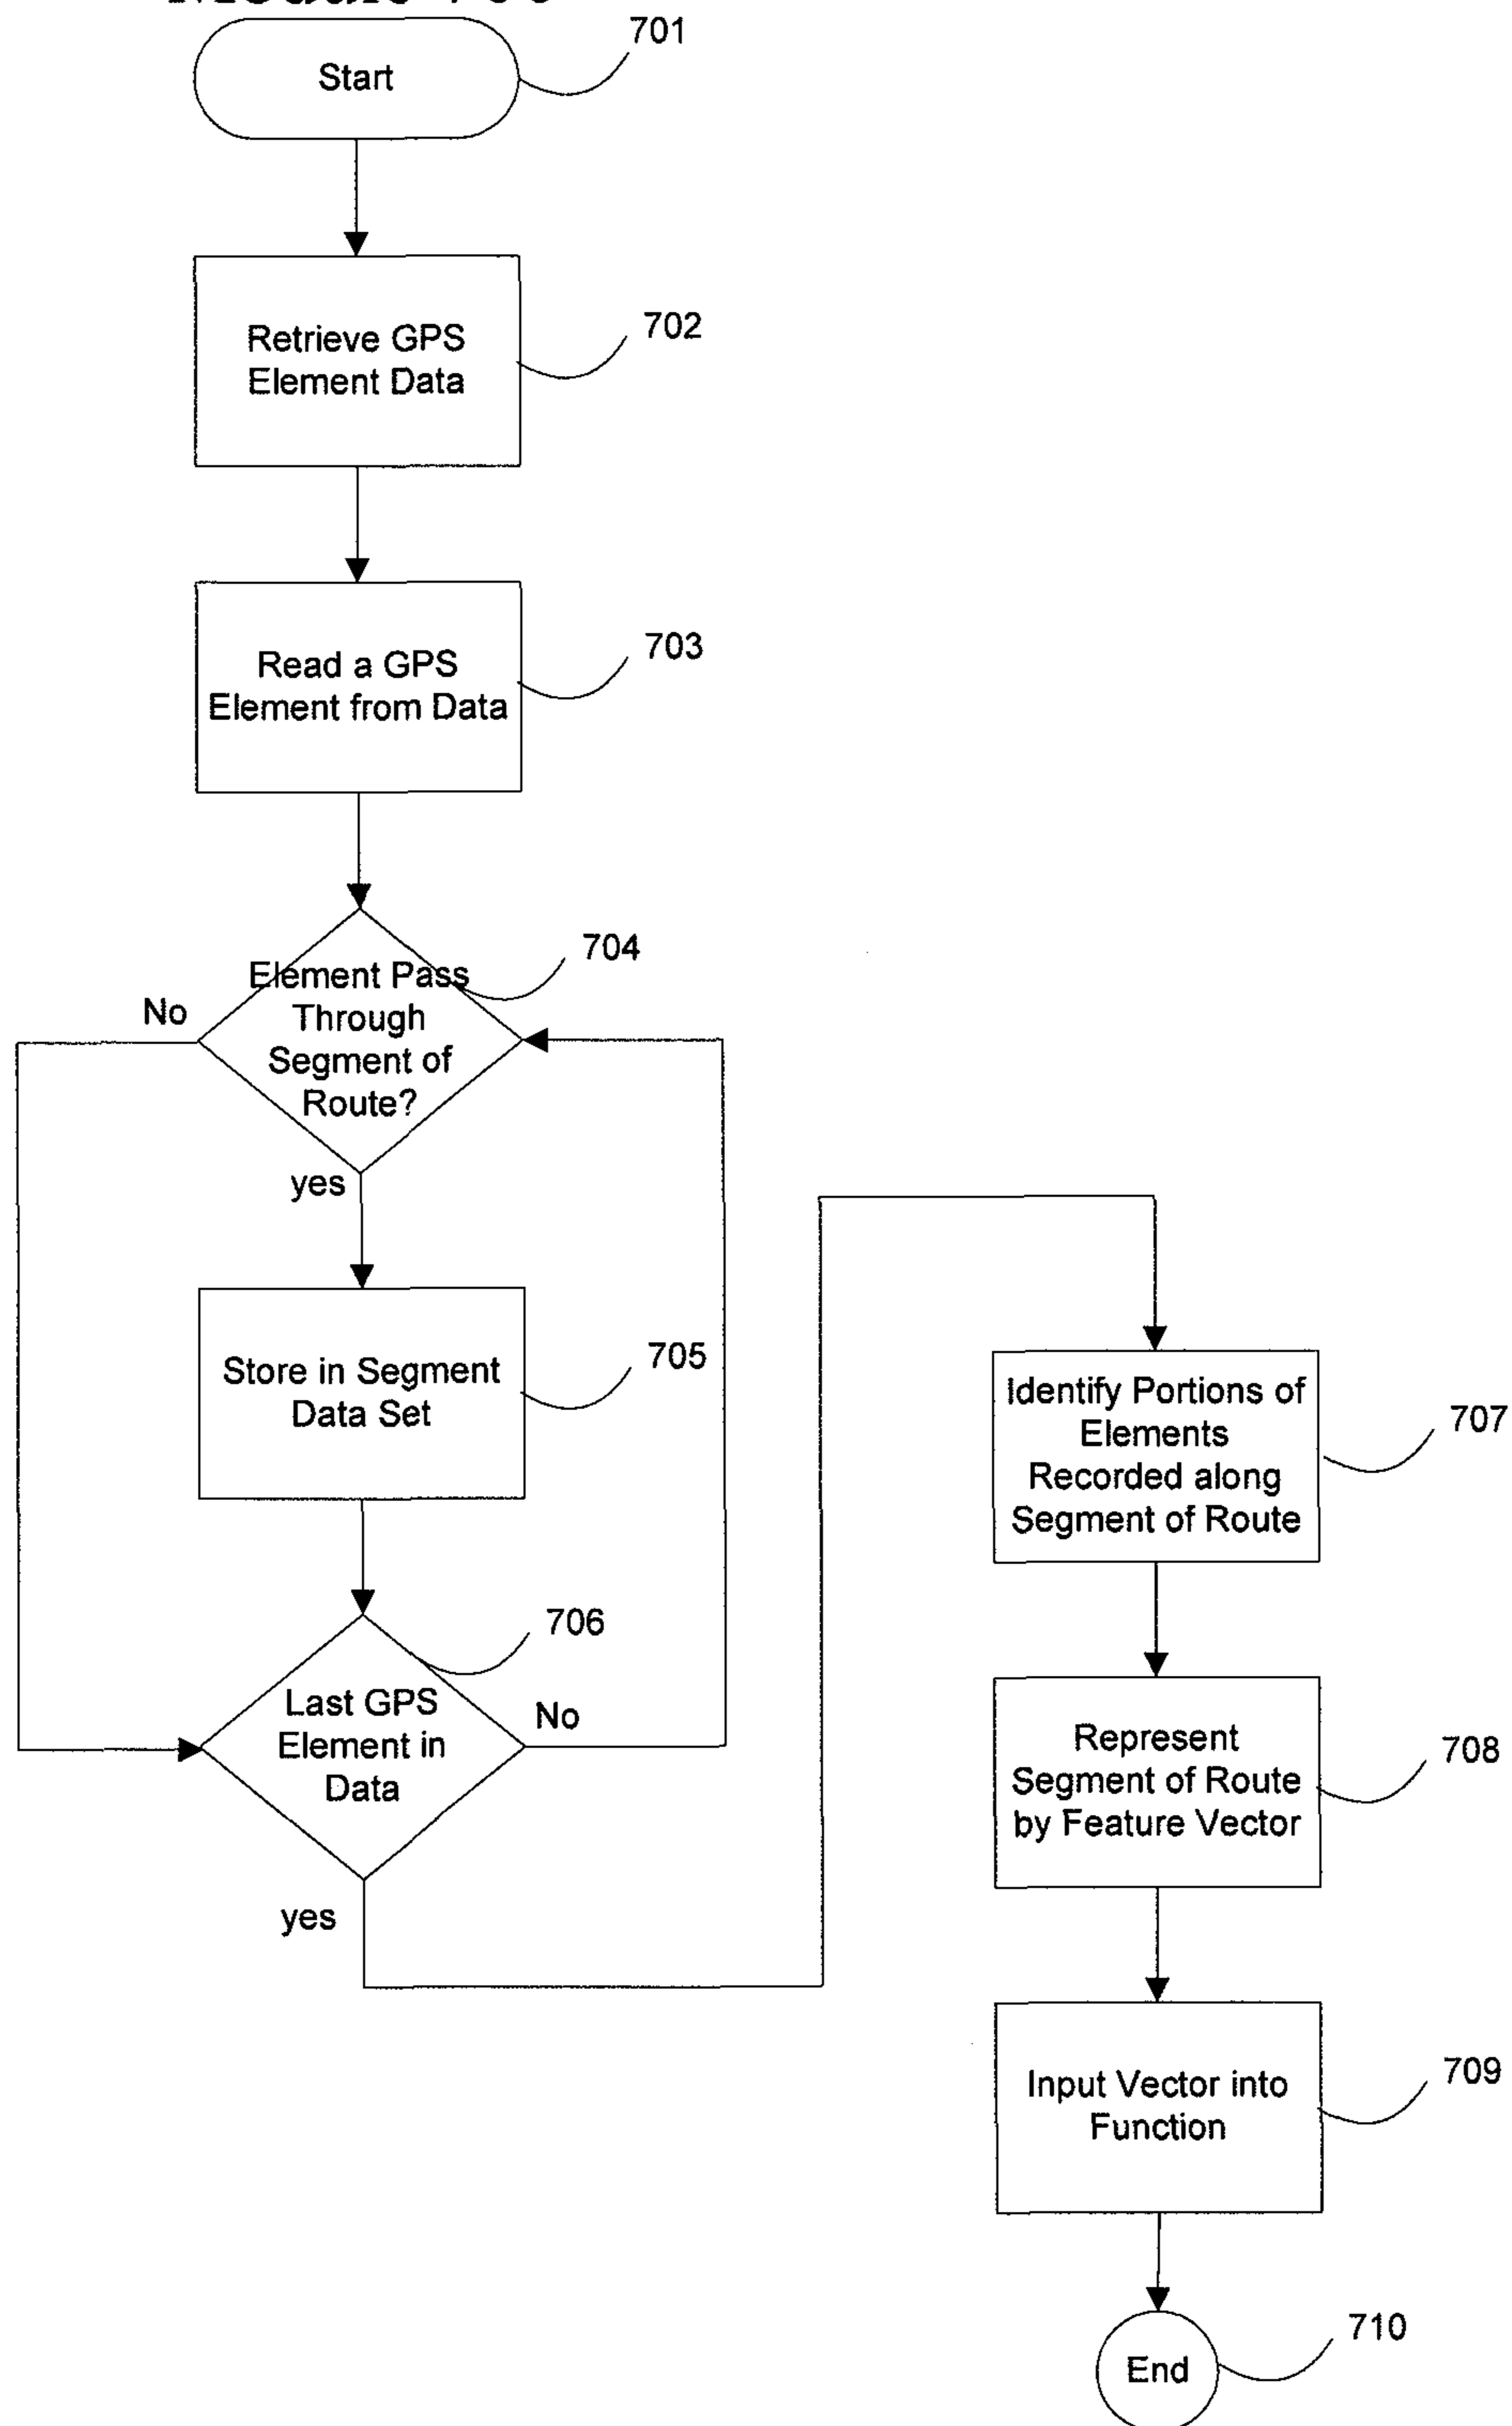 701
Start
Retrieve GPS
Element Data
702
Read a GPS
Element from Data
703
Element Pass
Through
Segment of
Route?
704
No
yes
Store in Segment
Data Set
705
Last GPS
Element in
Data
706
No
yes
Identify Portions of
Elements
Recorded along
Segment of Route
707
Represent
Segment of Route
by Feature Vector
708
Input Vector into
Function
709
End
710